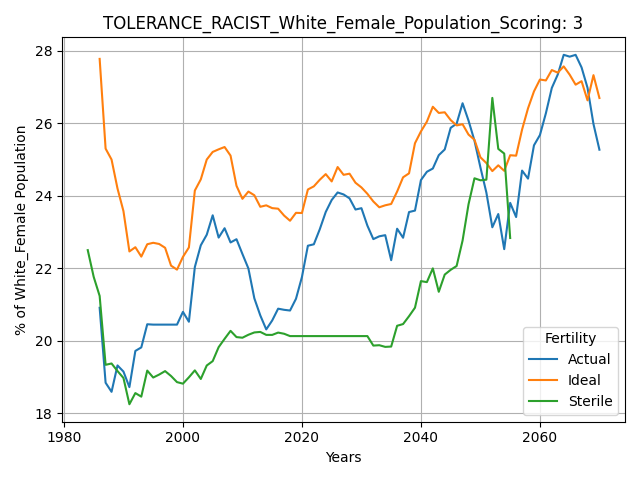 TOLERANCE_RACIST_White_Female_Population_Scoring: 3
% of White_Female Population
28
26
24
22
20
18
1980
2000
2020
2040
2060
Years
Fertility
Actual
Ideal
Sterile